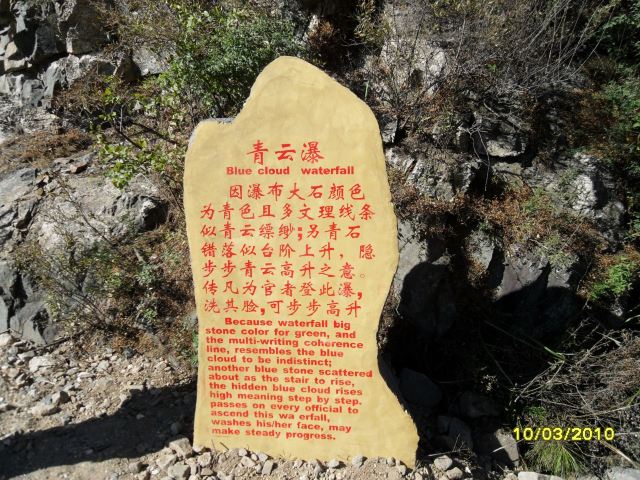 青云瀑
Blue cloud waterfall
因瀑布大石颜色
为青色且多文理线条
似青云缥缈;另青石
错落似台阶上升，隐
步步青云高升之意。
传凡为官者登此瀑，
洗其脸，可步步高升
Because waterfall big
stone color for green, and
the multi-writing coherence
line, resembles the blue
cloud to be indistinct;
another blue stone scattered
about as the stair to rise,
the hidden blue cloud rises
high meaning step by step.
passes on every official to
ascend this wa erfall,
washes his/her face, may
make steady progress.
10/03/2010